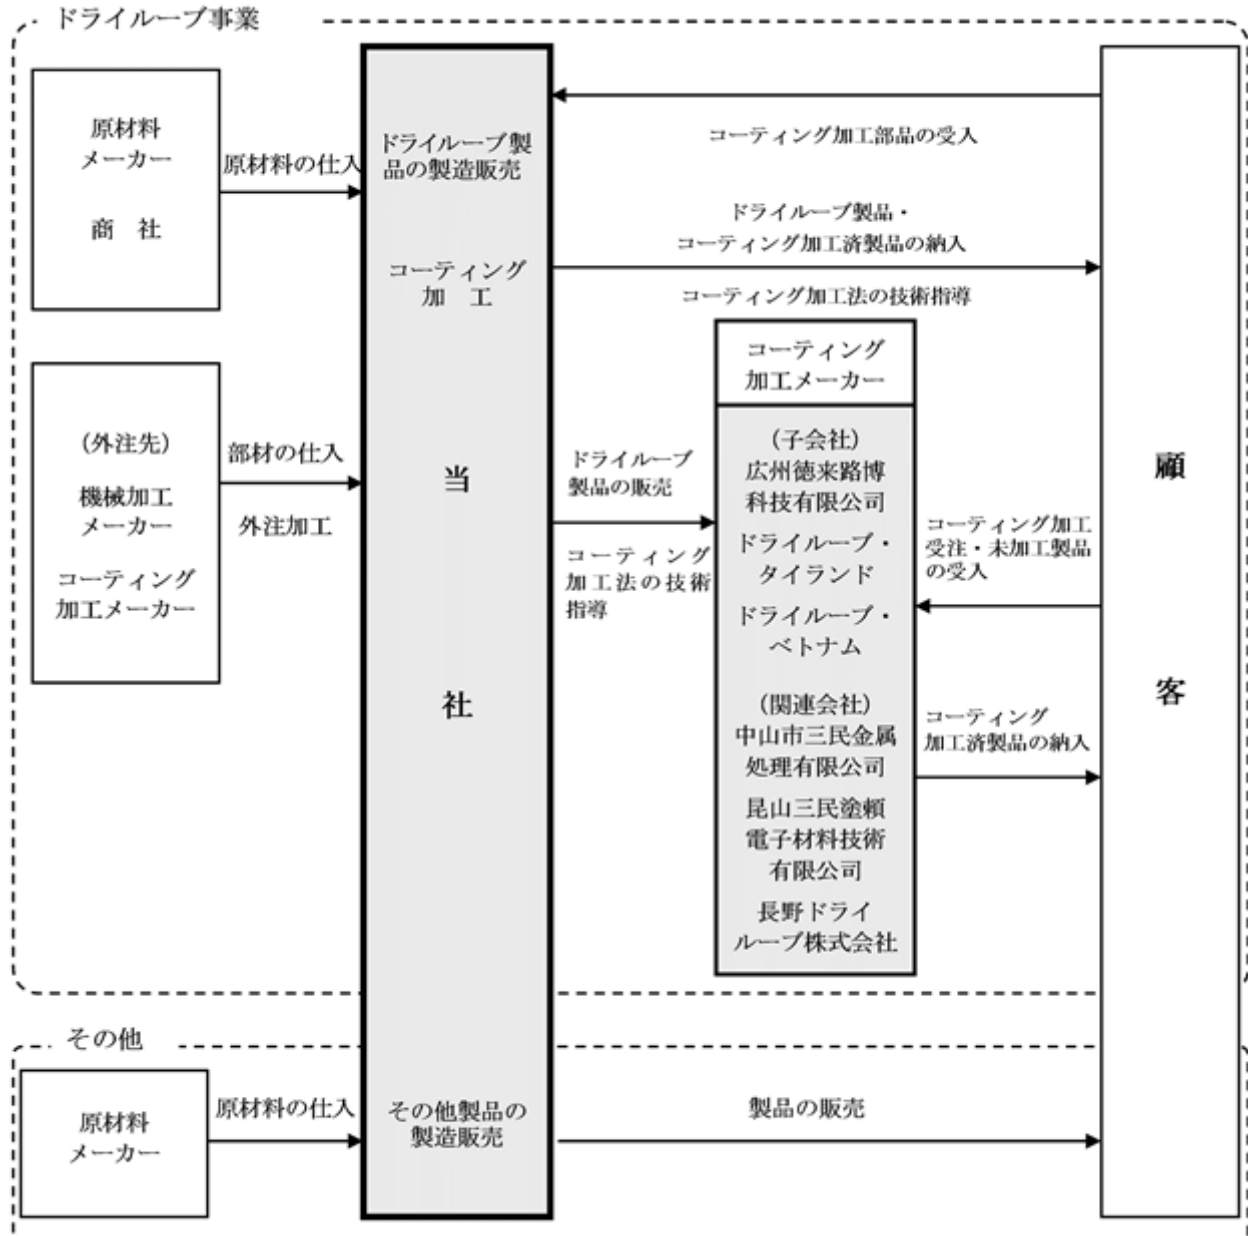 ドライルーブ事業
原材料
メーカー
商　社
原材料の仕入
ドライルーブ製
品の製造販売
コーティング
加　工
コーティング加工部品の受入
ドライルーブ製品・
コーティング加工済製品の納入
コーティング加工法の技術指導
(外注先)
機械加工
メーカー
コーティング
加工メーカー
部材の仕入
外注加工
当
社
ドライルーブ
製品の販売
コーティング
加工法の技術
指導
コーティング
加工メーカー
(子会社)
広州徳来路博
科技有限公司
ドライルーブ・
タイランド
ドライルーブ・
ベトナム
(関連会社)
中山市三民金属
処理有限公司
昆山三民塗頼
電子材料技術
有限公司
長野ドライ
ルーブ株式会社
コーティング加工
受注・未加工製品
の受入
コーティング
加工済製品の納入
顧
客
その他
原材料
メーカー
原材料の仕入
その他製品の
製造販売
製品の販売